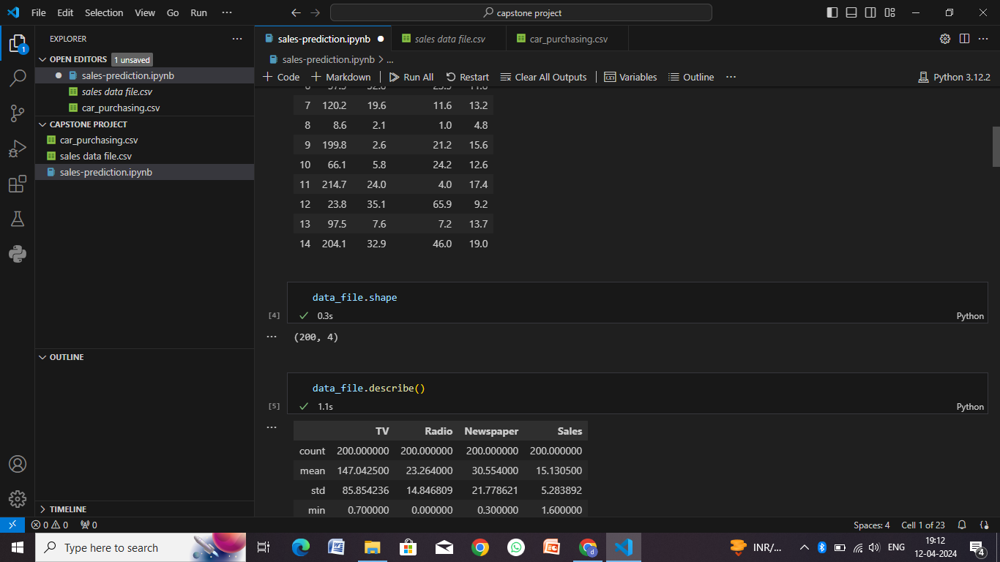 File Edit Selection View Go Run ···
capstone project
EXPLORER ···
OPEN EDITORS 1 unsaved
sales-prediction.ipynb
sales data file.csv
car_purchasing.csv
CAPSTONE PROJECT
car_purchasing.csv
sales data file.csv
sales-prediction.ipynb
OUTLINE
TIMELINE
sales-prediction.ipynb sales data file.csv car_purchasing.csv
sales-prediction.ipynb > ...
+ Code + Markdown Run All Restart Clear All Outputs Variables Outline ··· Python 3.12.2
7 120.2 19.6 11.6 13.2
8 8.6 2.1 1.0 4.8
9 199.8 2.6 21.2 15.6
10 66.1 5.8 24.2 12.6
11 214.7 24.0 4.0 17.4
12 23.8 35.1 65.9 9.2
13 97.5 7.6 7.2 13.7
14 204.1 32.9 46.0 19.0
data_file.shape
[4] 0.3s Python
(200, 4)
data_file.describe()
[5] 1.1s Python
TV Radio Newspaper Sales
count 200.000000 200.000000 200.000000 200.000000
mean 147.042500 23.264000 30.554000 15.130500
std 85.854236 14.846809 21.778621 5.283892
min 0.700000 0.000000 0.300000 1.600000
0 0 0 Spaces: 4 Cell 1 of 23
Type here to search INR/... ENG 19:12
12-04-2024 4